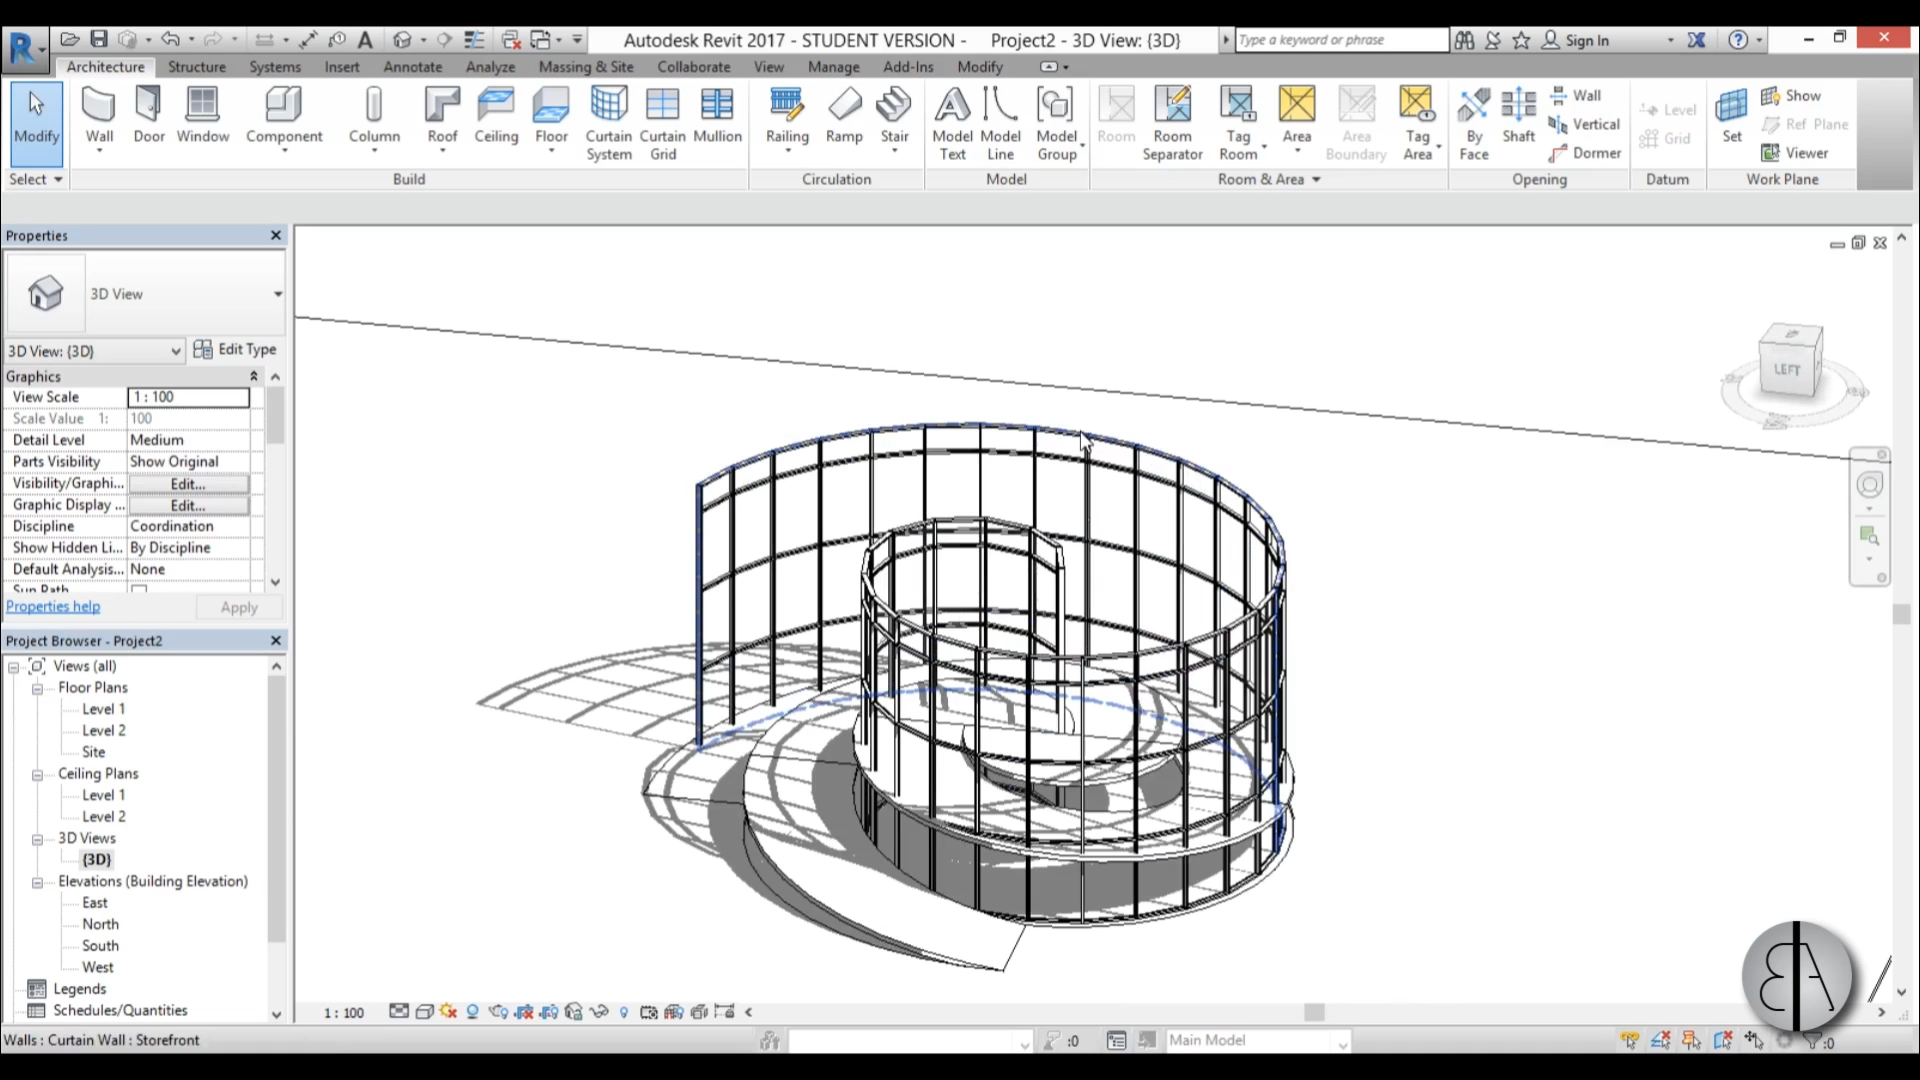 Autodesk Revit 2017 - STUDENT VERSION - Project2 - 3D View: {3D}
Type a keyword or phrase
Sign In
Architecture Structure Systems Insert Annotate Analyze Massing & Site Collaborate View Manage Add-Ins Modify
Modify
Wall
Door
Window
Component
Column
Roof
Ceiling
Floor
Curtain System
Curtain Grid
Mullion
Railing
Ramp
Stair
Model Text
Model Line
Model Group
Room
Room Separator
Tag Room
Area
Area Boundary
Tag Area
By Face
Shaft
Wall
Vertical
Dormer
Level
Grid
Set
Show
Ref Plane
Viewer
Select
Build
Circulation
Model
Room & Area
Opening
Datum
Work Plane
Properties
3D View
3D View: {3D}
Edit Type
Graphics
View Scale 1 : 100
Scale Value 1: 100
Detail Level Medium
Parts Visibility Show Original
Visibility/Graphi... Edit...
Graphic Display ... Edit...
Discipline Coordination
Show Hidden Li... By Discipline
Default Analysis... None
Sun Path
Properties help
Apply
Project Browser - Project2
Views (all)
Floor Plans
Level 1
Level 2
Site
Ceiling Plans
Level 1
Level 2
3D Views
{3D}
Elevations (Building Elevation)
East
North
South
West
Legends
Schedules/Quantities
LEFT
1 : 100
Walls : Curtain Wall : Storefront
:0
Main Model
:0